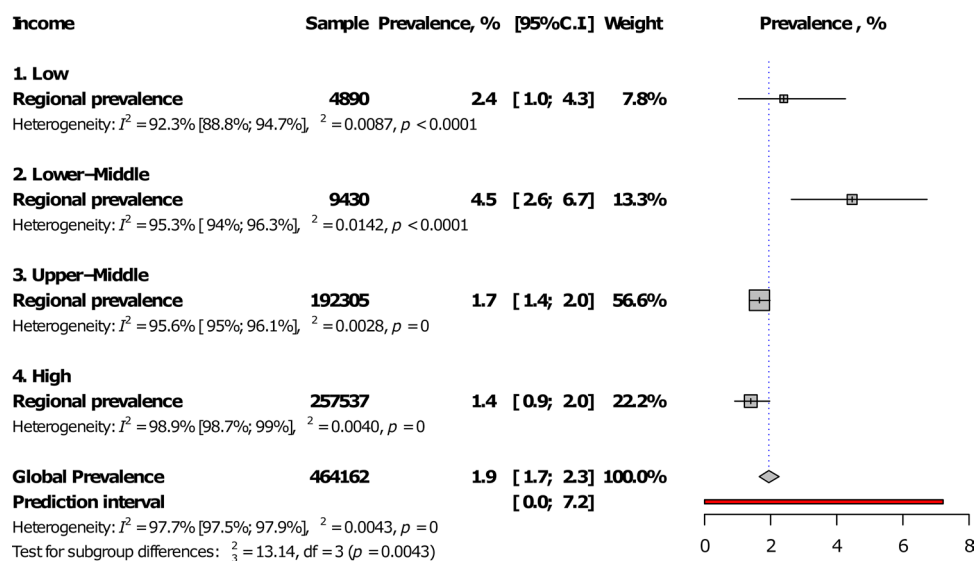 Income Sample Prevalence, % [95%C.I] Weight Prevalence , %
1. Low
Regional prevalence 4890 2.4 [ 1.0; 4.3] 7.8%
Heterogeneity: I² = 92.3% [88.8%; 94.7%], ² = 0.0087, p < 0.0001
2. Lower−Middle
Regional prevalence 9430 4.5 [ 2.6; 6.7] 13.3%
Heterogeneity: I² = 95.3% [ 94%; 96.3%], ² = 0.0142, p < 0.0001
3. Upper−Middle
Regional prevalence 192305 1.7 [ 1.4; 2.0] 56.6%
Heterogeneity: I² = 95.6% [ 95%; 96.1%], ² = 0.0028, p = 0
4. High
Regional prevalence 257537 1.4 [ 0.9; 2.0] 22.2%
Heterogeneity: I² = 98.9% [98.7%; 99%], ² = 0.0040, p = 0
Global Prevalence 464162 1.9 [ 1.7; 2.3] 100.0%
Prediction interval [ 0.0; 7.2]
Heterogeneity: I² = 97.7% [97.5%; 97.9%], ² = 0.0043, p = 0
Test for subgroup differences: ²₃ = 13.14, df = 3 (p = 0.0043)
0 2 4 6 8